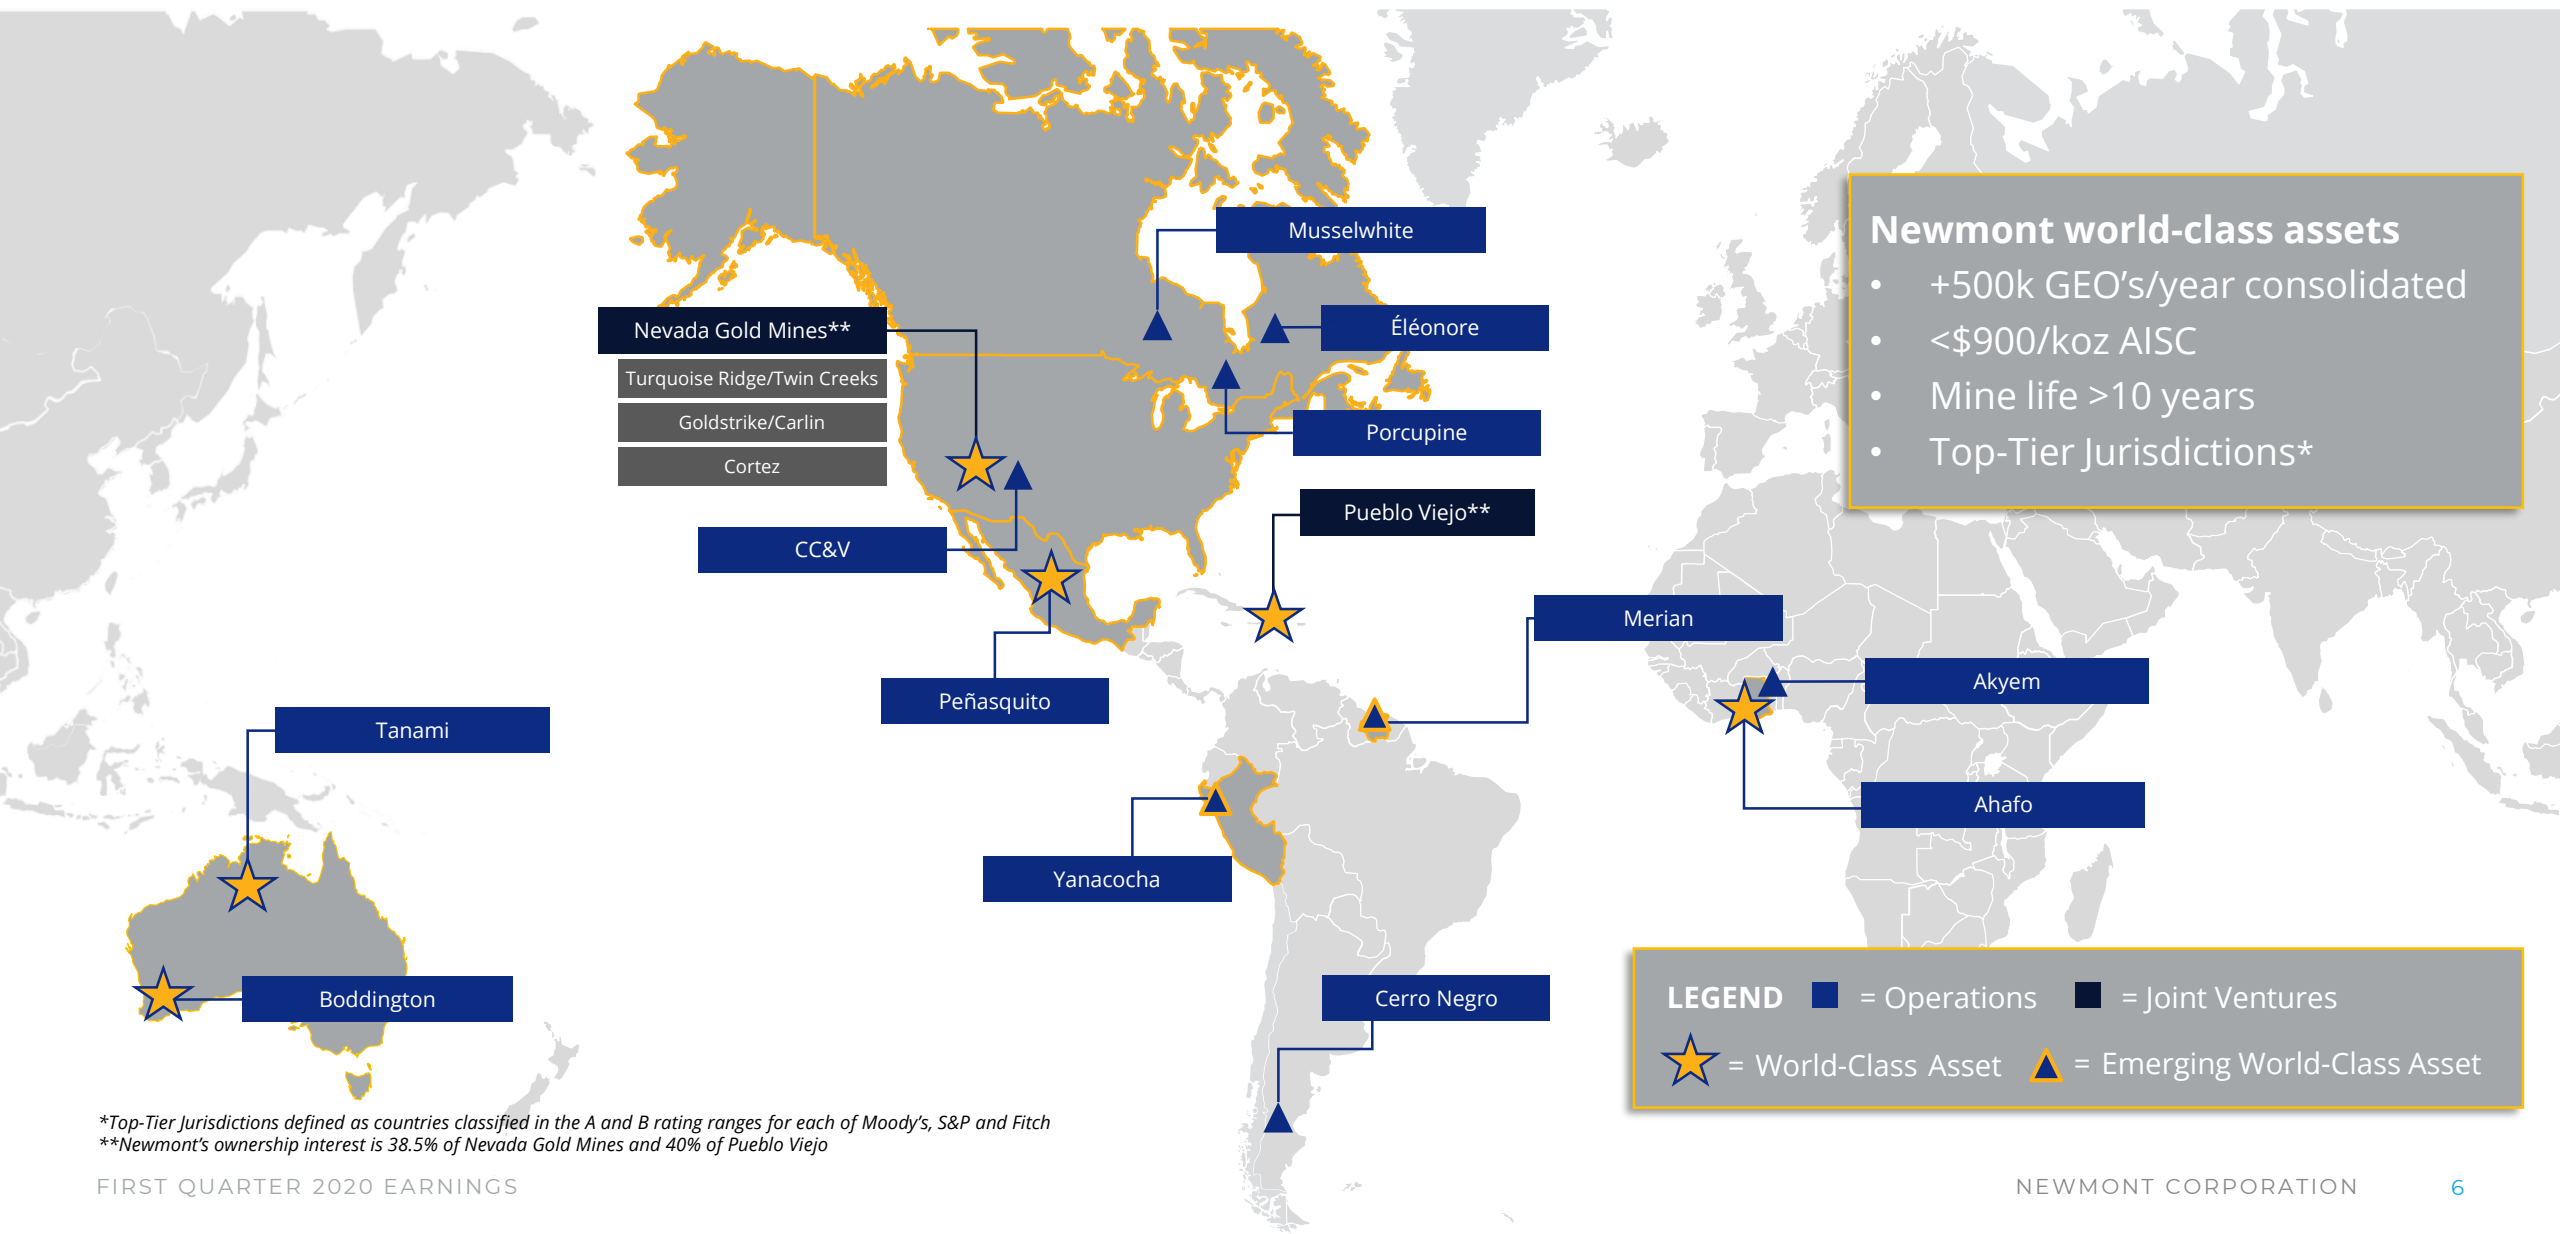 Musselwhite
Newmont world-class assets
• +500k GEO’s/year consolidated
• <$900/koz AISC
• Mine life >10 years
• Top-Tier Jurisdictions*
Nevada Gold Mines**
Éléonore
Turquoise Ridge/Twin Creeks
Goldstrike/Carlin
Porcupine
Cortez
Pueblo Viejo**
CC&V
Merian
Akyem
Peñasquito
Tanami
Ahafo
Yanacocha
Boddington
Cerro Negro
LEGEND = Operations = Joint Ventures
= World-Class Asset = Emerging World-Class Asset
*Top-Tier Jurisdictions defined as countries classified in the A and B rating ranges for each of Moody’s, S&P and Fitch
**Newmont’s ownership interest is 38.5% of Nevada Gold Mines and 40% of Pueblo Viejo
FIRST QUARTER 2020 EARNINGS
NEWMONT CORPORATION 6